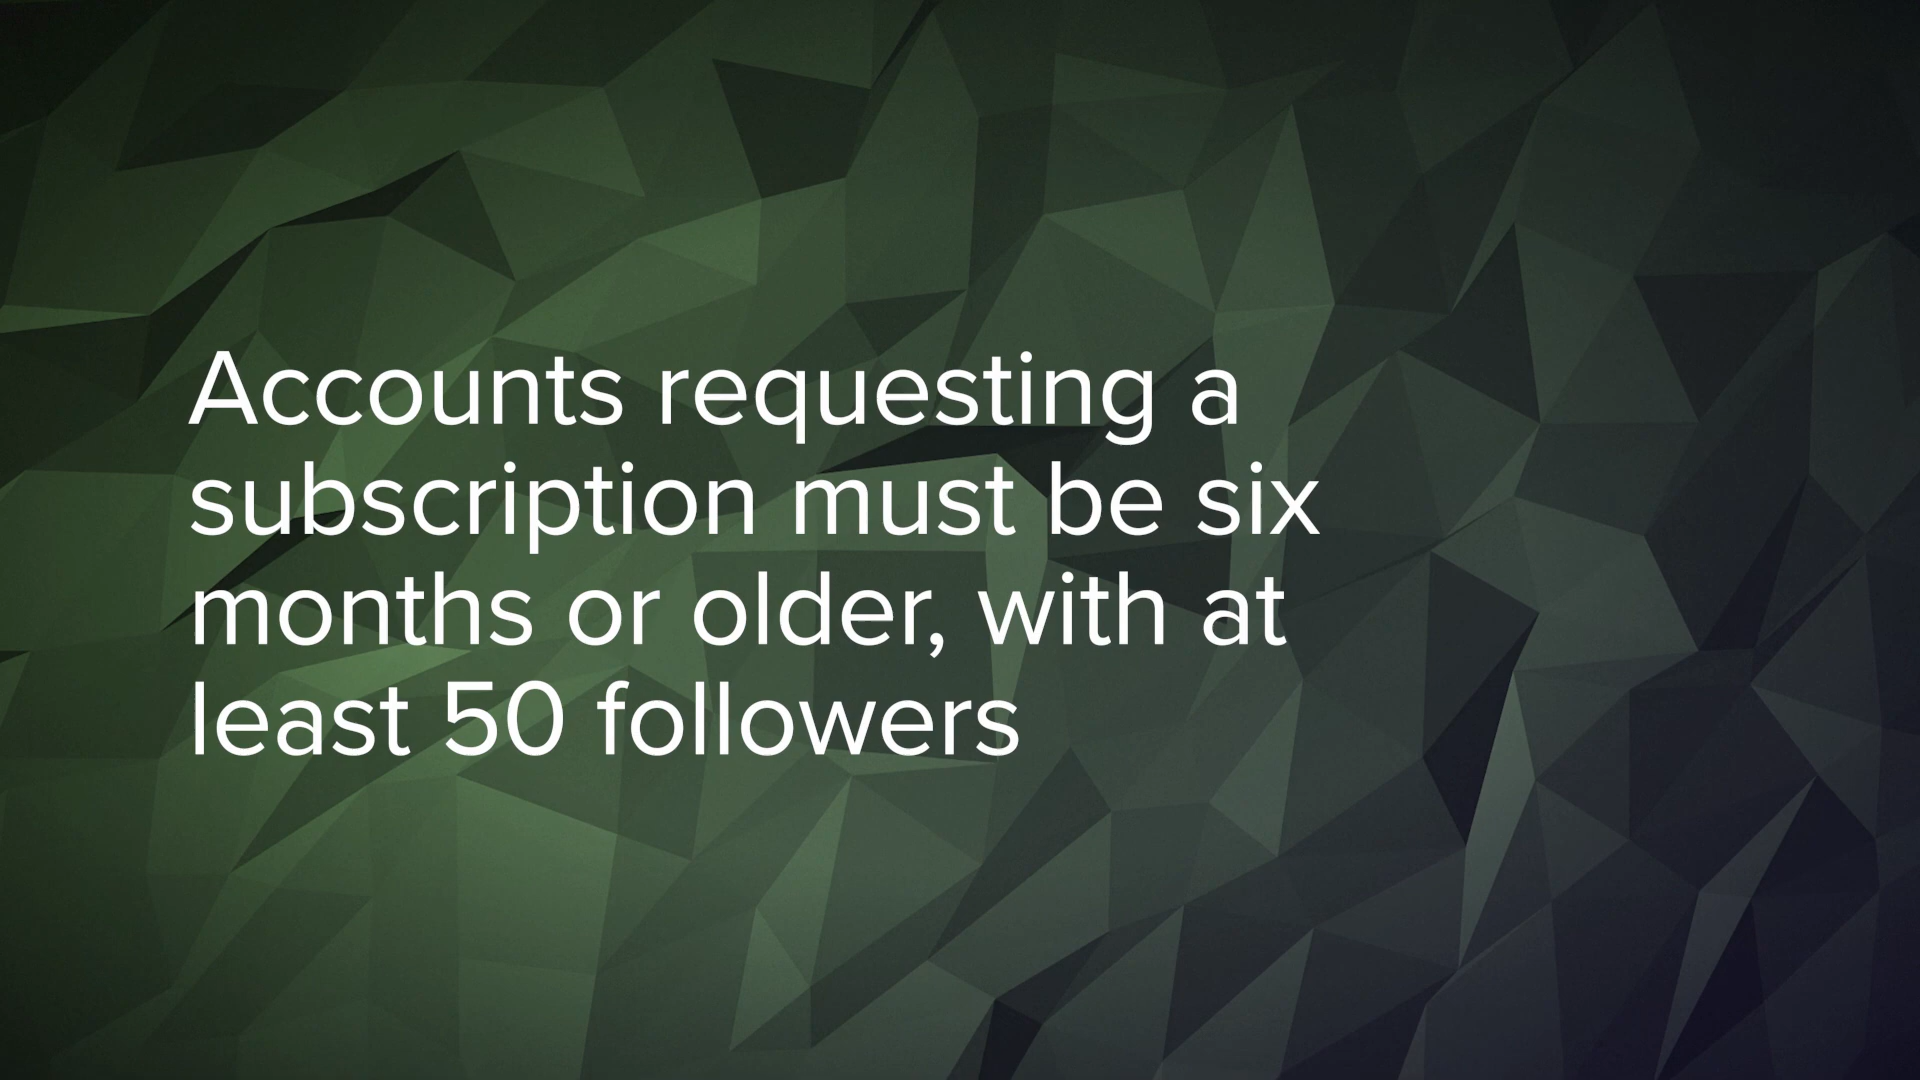 Accounts requesting a
subscription must be six
months or older, with at
least 50 followers